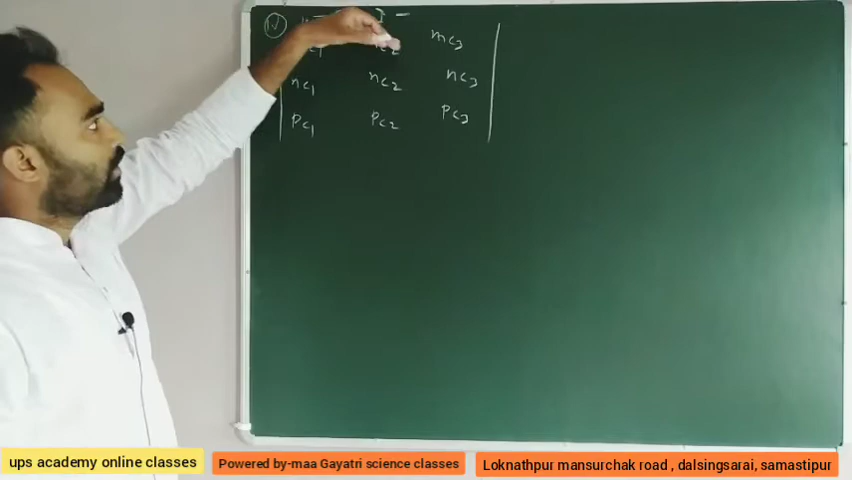 mc3
nc1 nc2 nc3
pc1 pc2 pc3
ups academy online classes
Powered by-maa Gayatri science classes
Loknathpur mansurchak road , dalsingsarai, samastipur